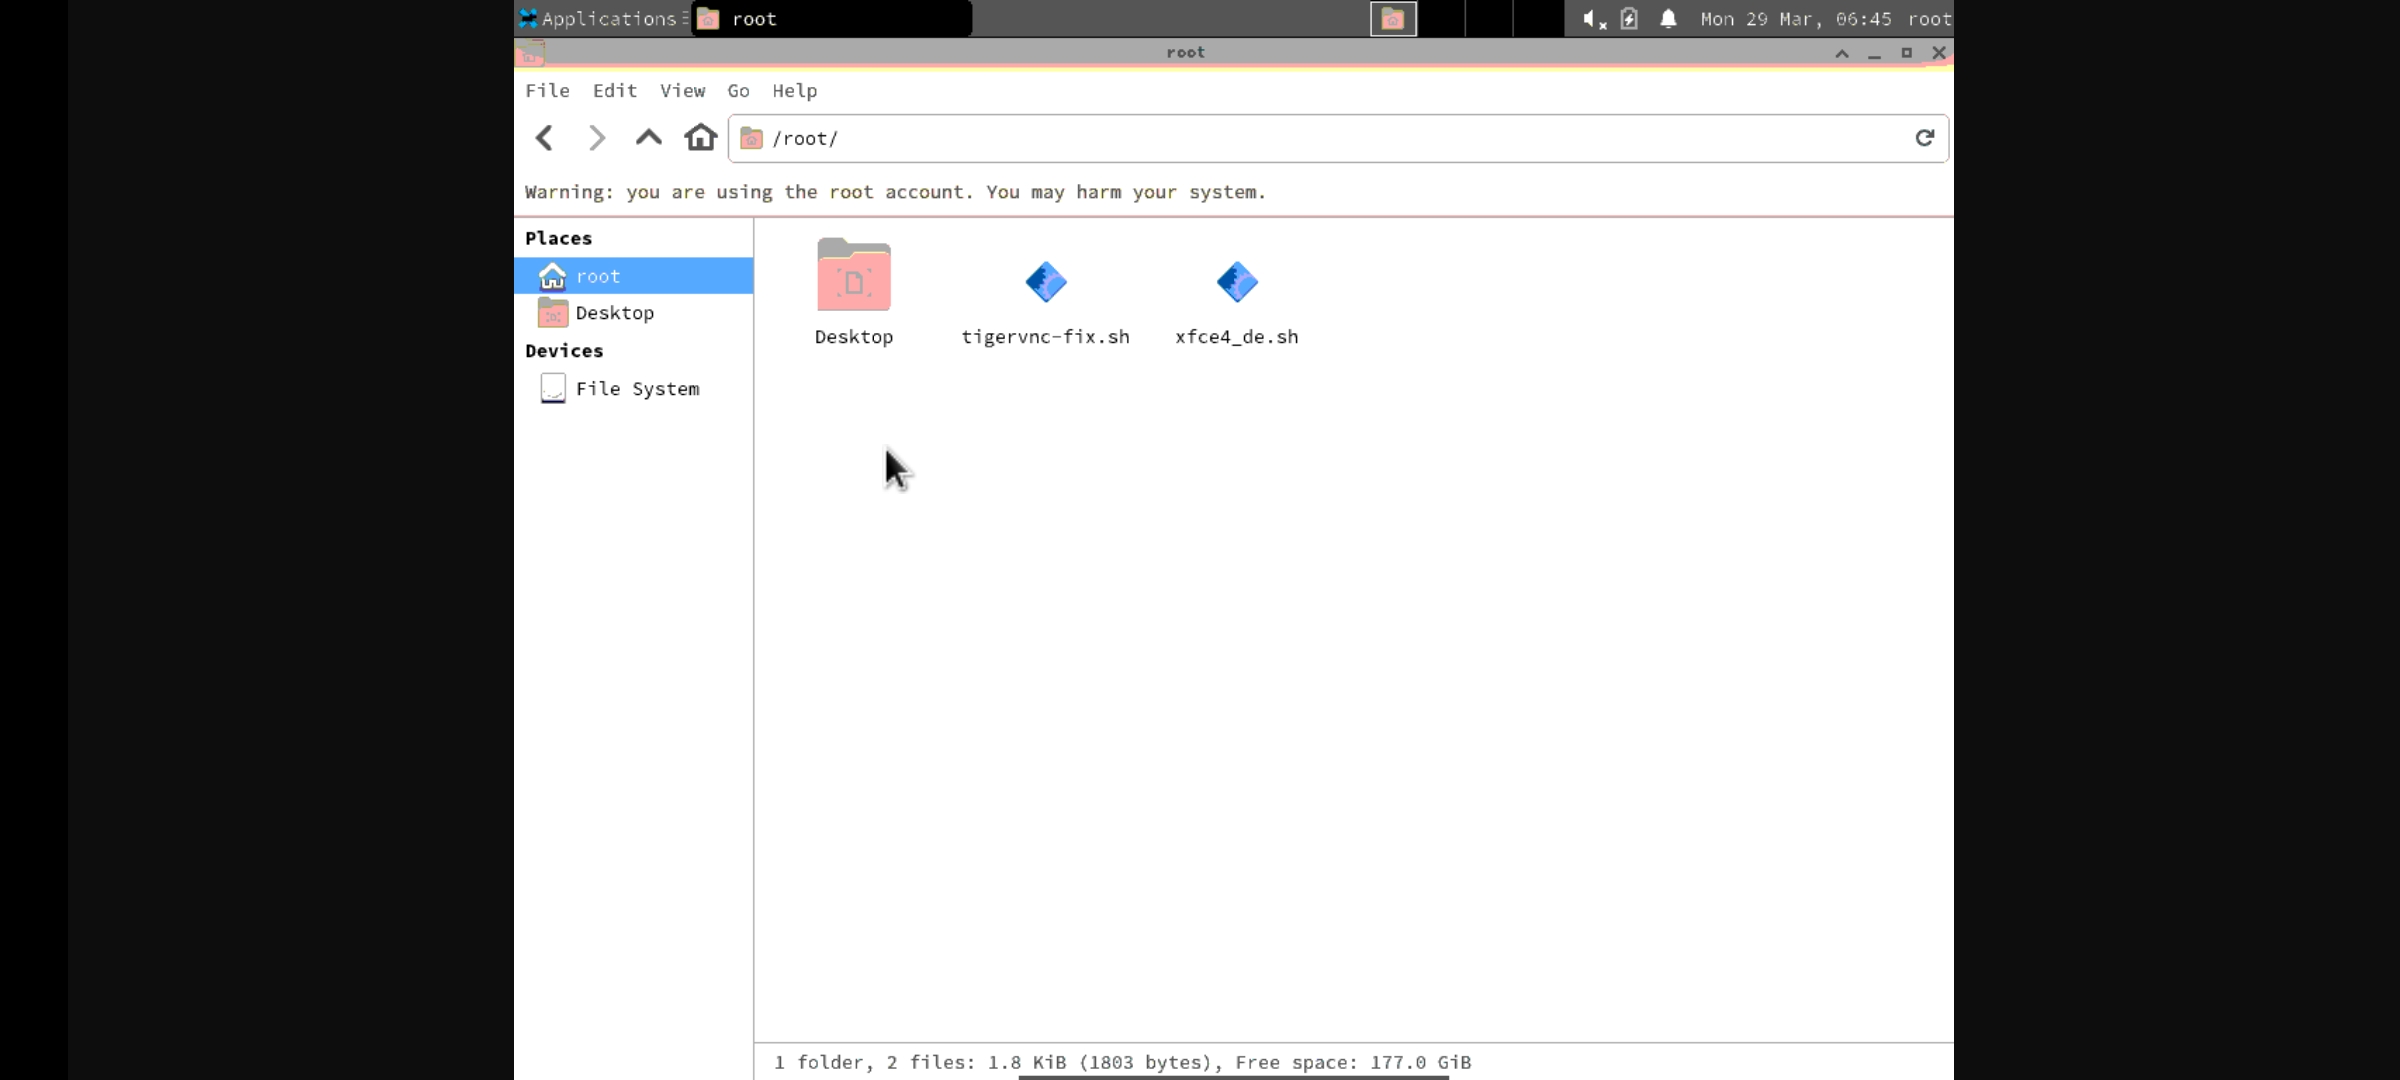 Applications root Mon 29 Mar, 06:45 root
root
File Edit View Go Help
/root/
Warning: you are using the root account. You may harm your system.
Places
root
Desktop
Devices
File System
Desktop tigervnc-fix.sh xfce4_de.sh
1 folder, 2 files: 1.8 KiB (1803 bytes), Free space: 177.0 GiB